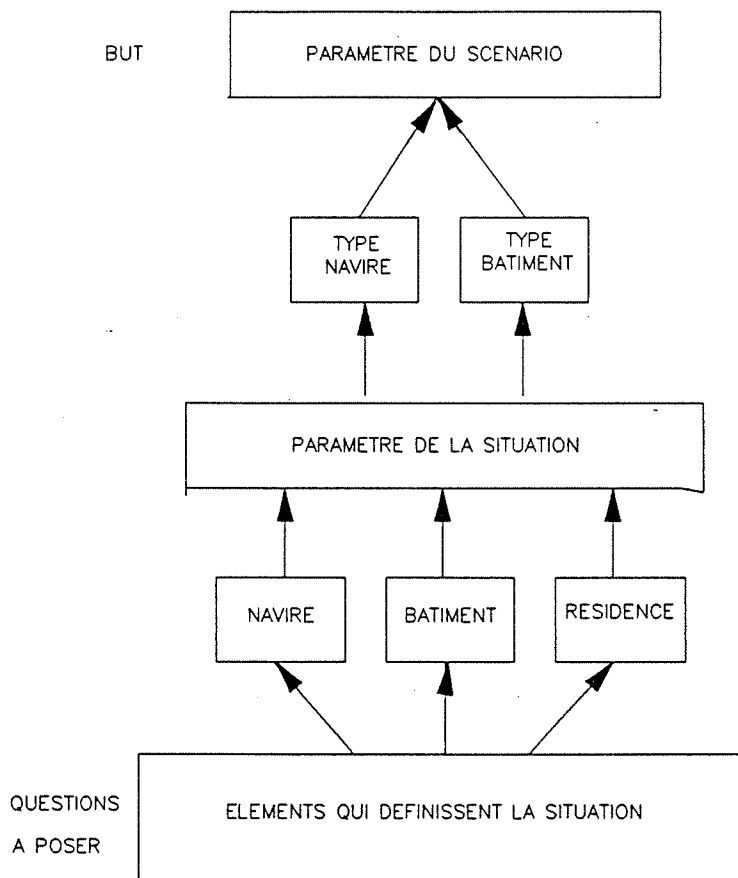 BUT
PARAMETRE DU SCENARIO
TYPE
NAVIRE
TYPE
BATIMENT
PARAMETRE DE LA SITUATION
NAVIRE
BATIMENT
RESIDENCE
QUESTIONS
A POSER
ELEMENTS QUI DEFINISSENT LA SITUATION